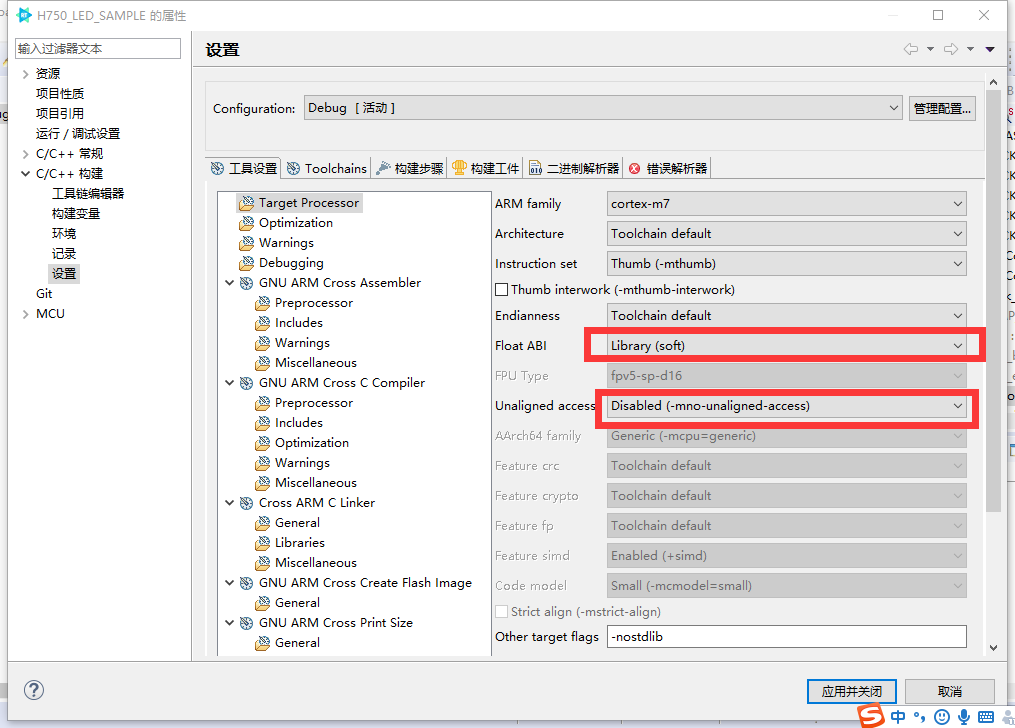 H750_LED_SAMPLE 的属性
输入过滤器文本
资源
项目性质
项目引用
运行 / 调试设置
C/C++ 常规
C/C++ 构建
工具链编辑器
构建变量
环境
记录
设置
Git
MCU
设置
Configuration:
Debug [ 活动 ]
管理配置...
工具设置
Toolchains
构建步骤
构建工件
二进制解析器
错误解析器
Target Processor
Optimization
Warnings
Debugging
GNU ARM Cross Assembler
Preprocessor
Includes
Warnings
Miscellaneous
GNU ARM Cross C Compiler
Preprocessor
Includes
Optimization
Warnings
Miscellaneous
Cross ARM C Linker
General
Libraries
Miscellaneous
GNU ARM Cross Create Flash Image
General
GNU ARM Cross Print Size
General
ARM family cortex-m7
Architecture Toolchain default
Instruction set Thumb (-mthumb)
Thumb interwork (-mthumb-interwork)
Endianness Toolchain default
Float ABI Library (soft)
FPU Type fpv5-sp-d16
Unaligned access Disabled (-mno-unaligned-access)
AArch64 family Generic (-mcpu=generic)
Feature crc Toolchain default
Feature crypto Toolchain default
Feature fp Toolchain default
Feature simd Enabled (+simd)
Code model Small (-mcmodel=small)
Strict align (-mstrict-align)
Other target flags -nostdlib
应用并关闭
取消
中